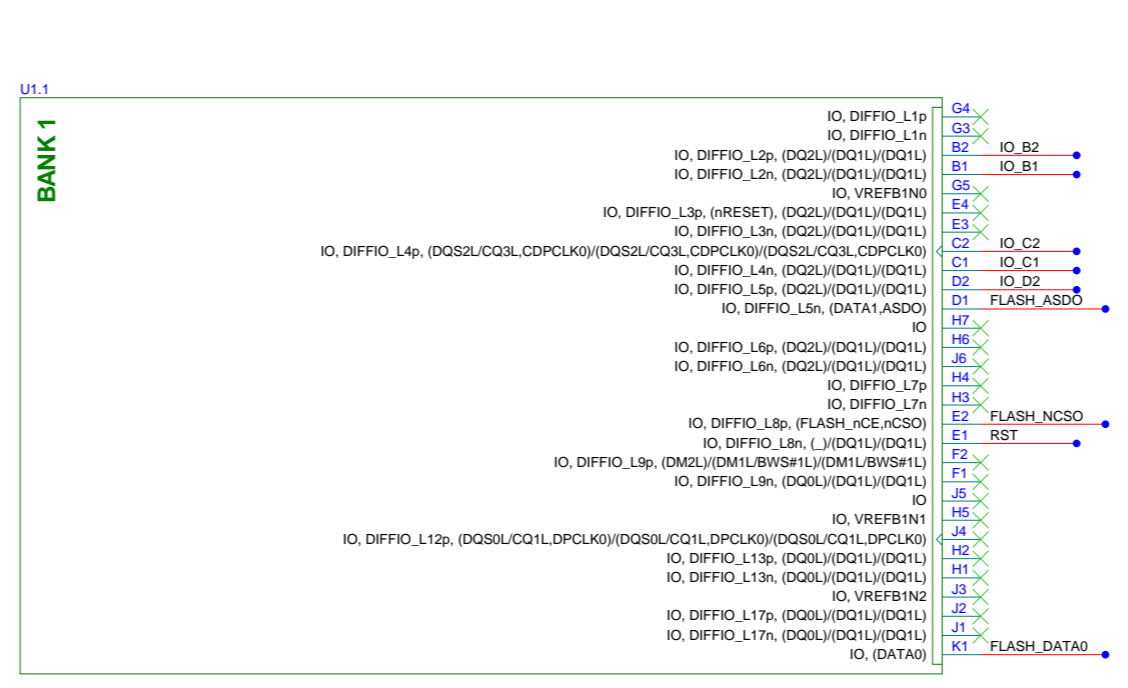 U1.1
BANK 1
IO, DIFFIO_L1p G4
IO, DIFFIO_L1n G3
IO, DIFFIO_L2p, (DQ2L)/(DQ1L)/(DQ1L) B2 IO_B2
IO, DIFFIO_L2n, (DQ2L)/(DQ1L)/(DQ1L) B1 IO_B1
IO, VREFB1N0 G5
IO, DIFFIO_L3p, (nRESET), (DQ2L)/(DQ1L)/(DQ1L) E4
IO, DIFFIO_L3n, (DQ2L)/(DQ1L)/(DQ1L) E3
IO, DIFFIO_L4p, (DQS2L/CQ3L,CDPCLK0)/(DQS2L/CQ3L,CDPCLK0)/(DQS2L/CQ3L,CDPCLK0) C2 IO_C2
IO, DIFFIO_L4n, (DQ2L)/(DQ1L)/(DQ1L) C1 IO_C1
IO, DIFFIO_L5p, (DQ2L)/(DQ1L)/(DQ1L) D2 IO_D2
IO, DIFFIO_L5n, (DATA1,ASDO) D1 FLASH_ASDO
IO H7
IO, DIFFIO_L6p, (DQ2L)/(DQ1L)/(DQ1L) H6
IO, DIFFIO_L6n, (DQ2L)/(DQ1L)/(DQ1L) J6
IO, DIFFIO_L7p H4
IO, DIFFIO_L7n H3
IO, DIFFIO_L8p, (FLASH_nCE,nCSO) E2 FLASH_NCSO
IO, DIFFIO_L8n, (_)/(DQ1L)/(DQ1L) E1 RST
IO, DIFFIO_L9p, (DM2L)/(DM1L/BWS#1L)/(DM1L/BWS#1L) F2
IO, DIFFIO_L9n, (DQ0L)/(DQ1L)/(DQ1L) F1
IO J5
IO, VREFB1N1 H5
IO, DIFFIO_L12p, (DQS0L/CQ1L,DPCLK0)/(DQS0L/CQ1L,DPCLK0)/(DQS0L/CQ1L,DPCLK0) J4
IO, DIFFIO_L13p, (DQ0L)/(DQ1L)/(DQ1L) H2
IO, DIFFIO_L13n, (DQ0L)/(DQ1L)/(DQ1L) H1
IO, VREFB1N2 J3
IO, DIFFIO_L17p, (DQ0L)/(DQ1L)/(DQ1L) J2
IO, DIFFIO_L17n, (DQ0L)/(DQ1L)/(DQ1L) J1
IO, (DATA0) K1 FLASH_DATA0